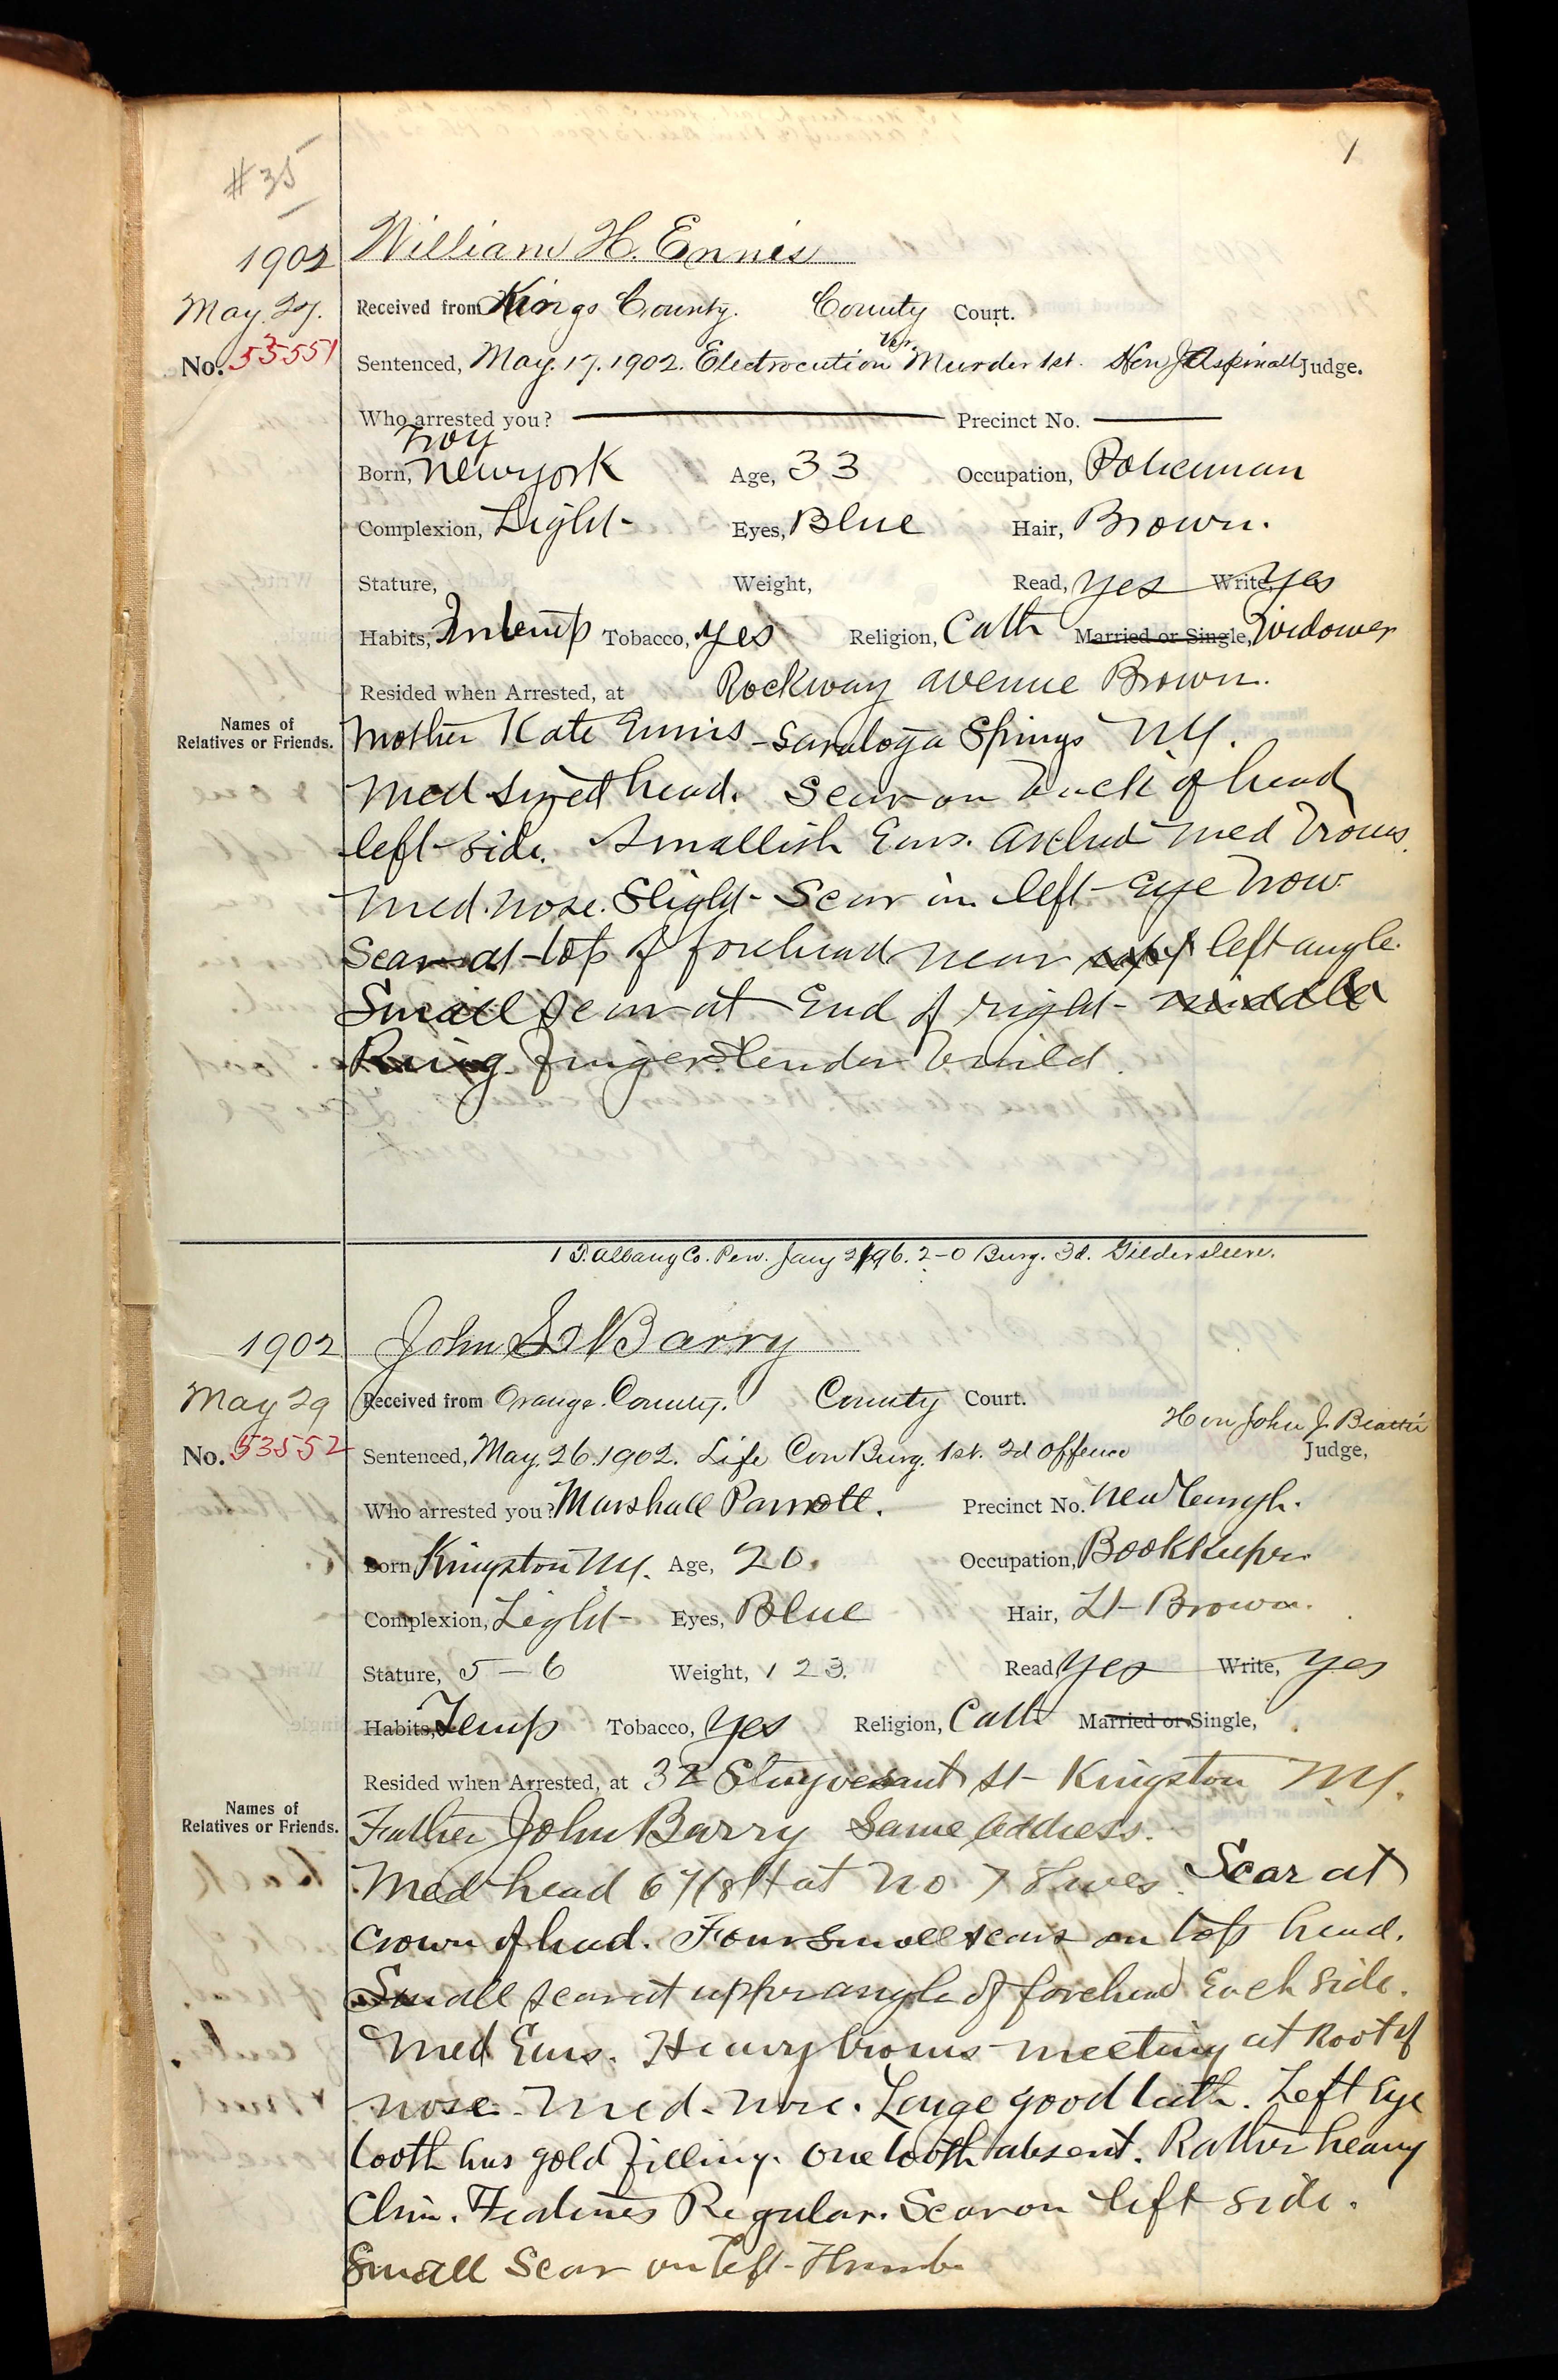 1
#35
1902 William H. Ennis
May. 27. Received from Kings County. County Court.
for
No. 53551 Sentenced, May. 17. 1902. Electrocution Murder 1st. Hon J Aspinall Judge.
Who arrested you? Precinct No.
Troy
Born, New york Age, 33 Occupation, Policeman
Complexion, Light Eyes, Blue Hair, Brown.
Stature, Weight, Read, yes Write, yes
Habits, Intemp Tobacco, yes Religion, Cath Married or Single, Widower
Resided when Arrested, at Rockway avenue Brown.
Names of
Relatives or Friends. Mother Kate Ennis - Saratoga Springs N.Y.
Med sized head. Scar on back of head
left side. Smallish Ears. Arched med brows.
Med. nose. Slight Scar in left Eye brow
Scar at top of forehead near left angle.
Small scar at End of right middle
Ring finger Slender build.
1 D. Albany Co. Pen. Jany 96. 2-0 Burg. 3d. Gildersleeve.
1902 John Barry
May 29 Received from Orange County. County Court.
Hon John J. Beattie
No. 53552 Sentenced, May. 26. 1902. Life Con Burg. 1st. 2d offence Judge,
Who arrested you? Marshall Parrott. Precinct No. Newburgh.
Born Kingston N.Y. Age, 20. Occupation, Bookkeeper
Complexion, Light Eyes, Blue Hair, Lt Brown.
Stature, 5-6 Weight, 123. Read, yes Write, yes
Habits, Temp Tobacco, yes Religion, Cath Married or Single,
Resided when Arrested, at 32 Stuyvesant St Kingston N.Y.
Names of
Relatives or Friends. Father John Barry Same address.
Med head 6 7/8 Hat No 7 Shoes. Scar at
crown of head. Four small scars on top head.
Small scar at upper angle of forehead Each side.
Med Ears. Heavy brows meeting at Root of
nose. Med. nose. Large good teeth. Left Eye
tooth has gold filling. One tooth absent. Rather heavy
Chin. Features Regular. Scar on left side.
Small Scar on left Thumb